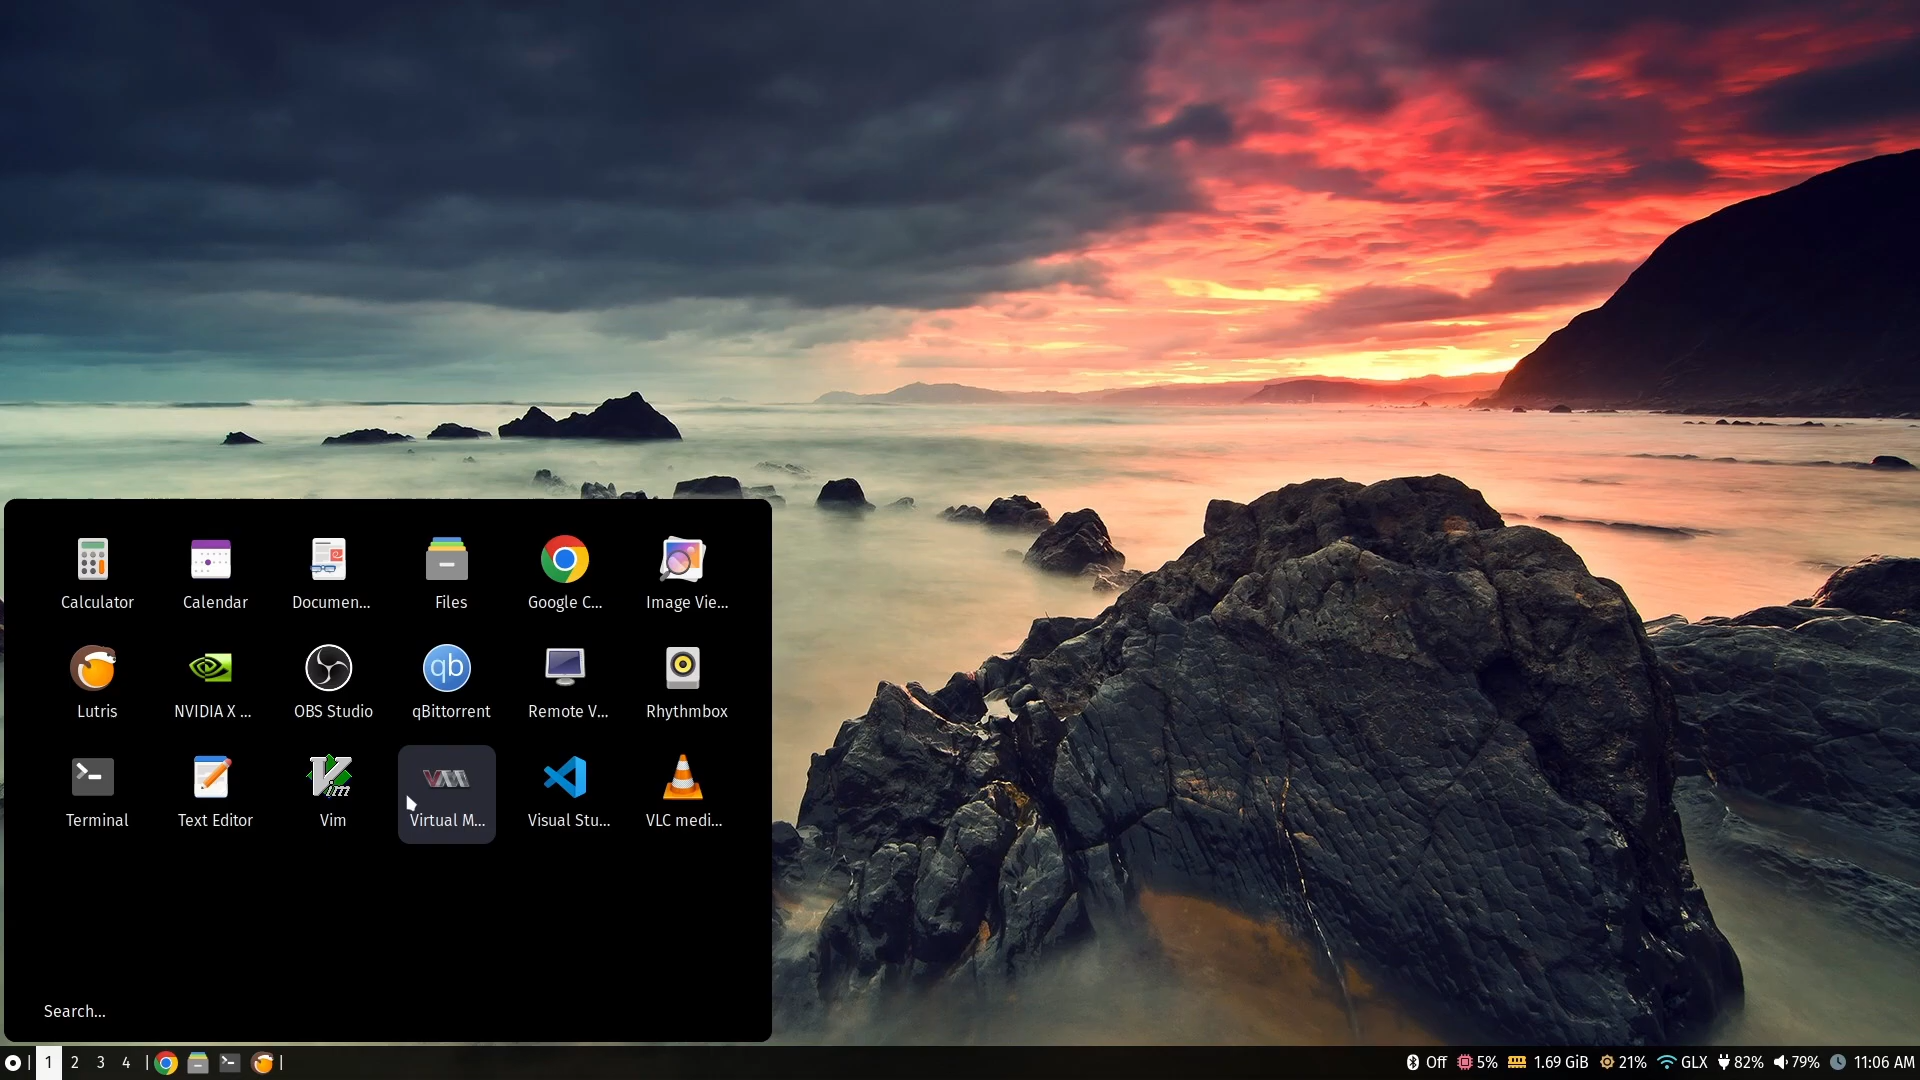 Calculator
Calendar
Documen...
Files
Google C...
Image Vie...
Lutris
NVIDIA X ...
OBS Studio
qb
qBittorrent
Remote V...
Rhythmbox
Terminal
Text Editor
Vim
VM
Virtual M...
Visual Stu...
VLC medi...
Search...
| 1 2 3 4 | | Off 5% 1.69 GiB 21% GLX 82% 79% 11:06 AM